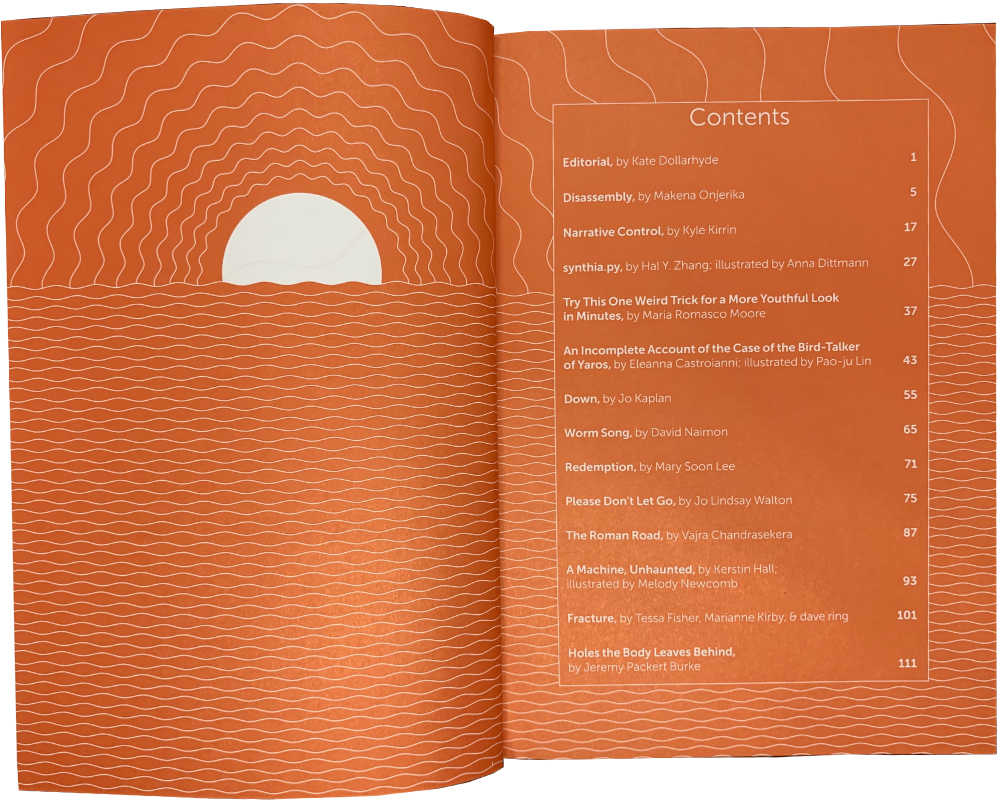 Contents
Editorial, by Kate Dollarhyde 1
Disassembly, by Makena Onjerika 5
Narrative Control, by Kyle Kirrin 17
synthia.py, by Hal Y. Zhang; illustrated by Anna Dittmann 27
Try This One Weird Trick for a More Youthful Look
in Minutes, by Maria Romasco Moore 37
An Incomplete Account of the Case of the Bird-Talker
of Yaros, by Eleanna Castroianni; illustrated by Pao-ju Lin 43
Down, by Jo Kaplan 55
Worm Song, by David Naimon 65
Redemption, by Mary Soon Lee 71
Please Don't Let Go, by Jo Lindsay Walton 75
The Roman Road, by Vajra Chandrasekera 87
A Machine, Unhaunted, by Kerstin Hall;
illustrated by Melody Newcomb 93
Fracture, by Tessa Fisher, Marianne Kirby, & dave ring 101
Holes the Body Leaves Behind,
by Jeremy Packert Burke 111